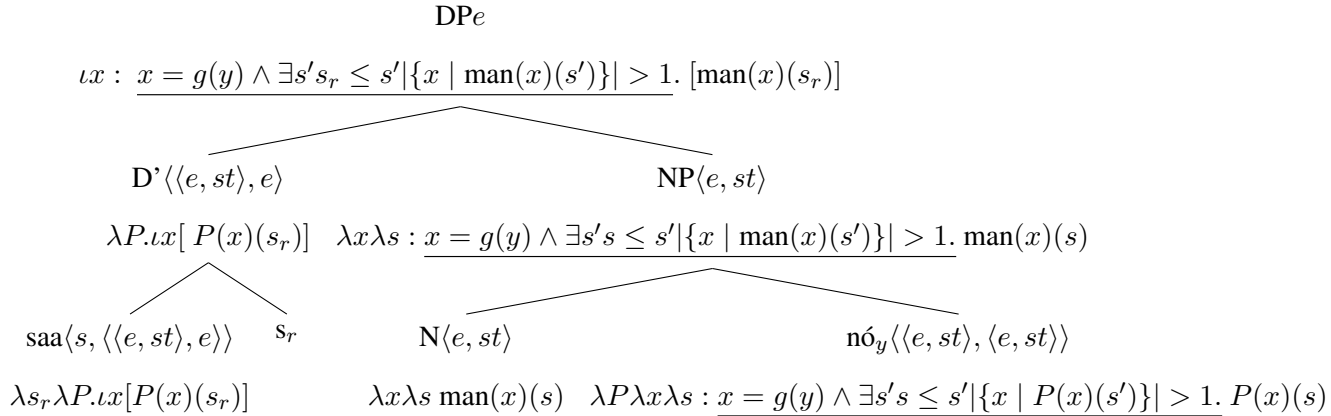 DPe
ιx : x = g(y) ∧ ∃s′s_r ≤ s′|{x | man(x)(s′)}| > 1. [man(x)(s_r)]
D'⟨⟨e, st⟩, e⟩ NP⟨e, st⟩
λP.ιx[ P(x)(s_r)] λxλs : x = g(y) ∧ ∃s′s ≤ s′|{x | man(x)(s′)}| > 1. man(x)(s)
saa⟨s, ⟨⟨e, st⟩, e⟩⟩ s_r N⟨e, st⟩ nó_y⟨⟨e, st⟩, ⟨e, st⟩⟩
λs_rλP.ιx[P(x)(s_r)] λxλs man(x)(s) λPλxλs : x = g(y) ∧ ∃s′s ≤ s′|{x | P(x)(s′)}| > 1. P(x)(s)